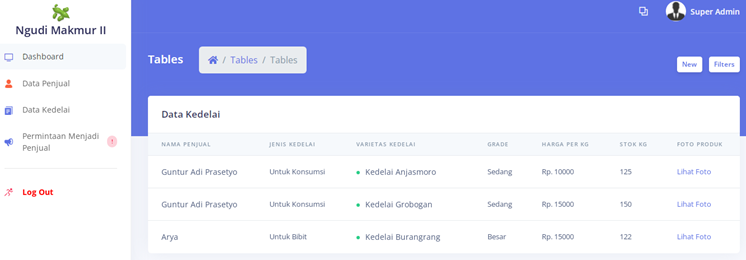 Ngudi Makmur II
Dashboard
Data Penjual
Data Kedelai
Permintaan Menjadi
Penjual
!
Log Out
Super Admin
Tables / Tables / Tables
New Filters
Data Kedelai
NAMA PENJUAL JENIS KEDELAI VARIETAS KEDELAI GRADE HARGA PER KG STOK KG FOTO PRODUK
Guntur Adi Prasetyo Untuk Konsumsi Kedelai Anjasmoro Sedang Rp. 10000 125 Lihat Foto
Guntur Adi Prasetyo Untuk Konsumsi Kedelai Grobogan Sedang Rp. 15000 150 Lihat Foto
Arya Untuk Bibit Kedelai Burangrang Besar Rp. 15000 122 Lihat Foto